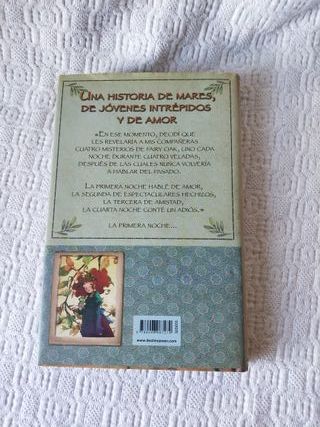 UNA HISTORIA DE MARES,
DE JÓVENES INTRÉPIDOS
Y DE AMOR
«EN ESE MOMENTO, DECIDÍ QUE
LES REVELARÍA A MIS COMPAÑERAS
CUATRO MISTERIOS DE FAIRY OAK, UNO CADA
NOCHE DURANTE CUATRO VELADAS,
DESPUÉS DE LAS CUALES NUNCA VOLVERÍA
A HABLAR DEL PASADO.
LA PRIMERA NOCHE HABLÉ DE AMOR,
LA SEGUNDA DE ESPECTACULARES HECHIZOS,
LA TERCERA DE AMISTAD,
LA CUARTA NOCHE CONTÉ UN ADIÓS.»
LA PRIMERA NOCHE...